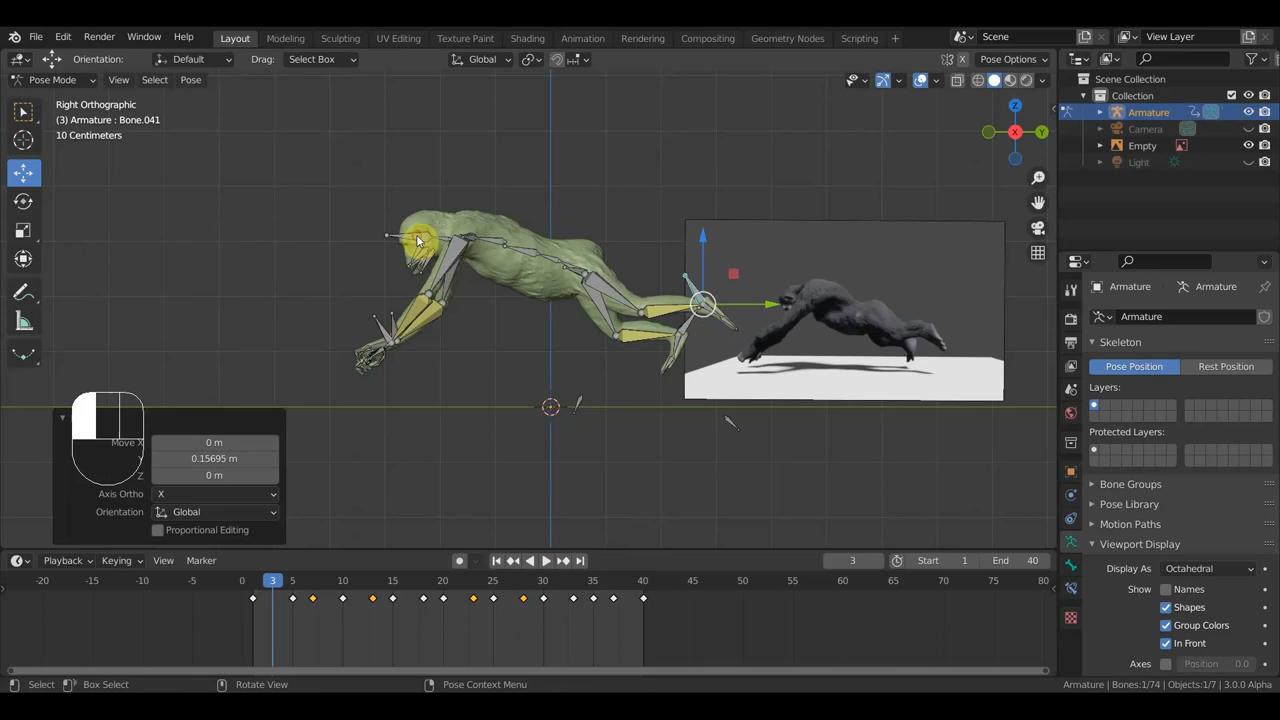 File Edit Render Window Help Layout Modeling Sculpting UV Editing Texture Paint Shading Animation Rendering Compositing Geometry Nodes Scripting + Scene View Layer
Orientation: Default Drag: Select Box Global X Pose Options
Pose Mode View Select Pose
Scene Collection
Collection
Armature
Camera
Empty
Light
Right Orthographic
(3) Armature : Bone.041
10 Centimeters
Z
Y
X
Armature Armature
Armature
Skeleton
Pose Position Rest Position
Layers:
Protected Layers:
Bone Groups
Pose Library
Motion Paths
Viewport Display
Display As Octahedral
Show Names
Shapes
Group Colors
In Front
Axes Position 0.0
Move X 0 m
Y 0.15695 m
Z 0 m
Axis Ortho X
Orientation Global
Proportional Editing
Playback Keying View Marker 3 Start 1 End 40
-20 -15 -10 -5 0 3 5 10 15 20 25 30 35 40 45 50 55 60 65 70 75 80
Select Box Select Rotate View Pose Context Menu Armature | Bones:1/74 | Objects:1/7 | 3.0.0 Alpha